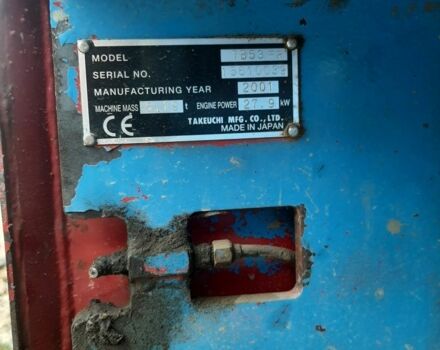 MODEL TB53FR
SERIAL NO.
MANUFACTURING YEAR 2001
MACHINE MASS t ENGINE POWER 27.9 kW
CE TAKEUCHI MFG. CO., LTD.
MADE IN JAPAN